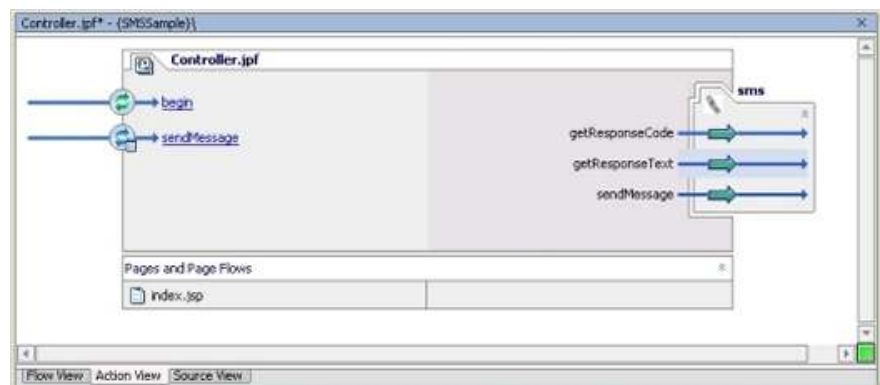 Controller.jpf* - {SMSSample}\
Controller.jpf
begin
sendMessage
sms
getResponseCode
getResponseText
sendMessage
Pages and Page Flows
index.jsp
Flow View Action View Source View